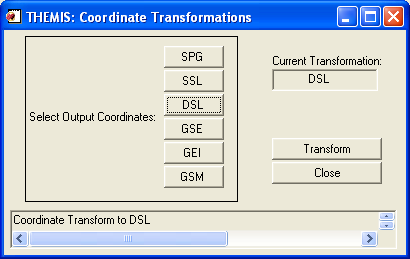 THEMIS: Coordinate Transformations
Select Output Coordinates:
SPG
SSL
DSL
GSE
GEI
GSM
Current Transformation:
DSL
Transform
Close
Coordinate Transform to DSL